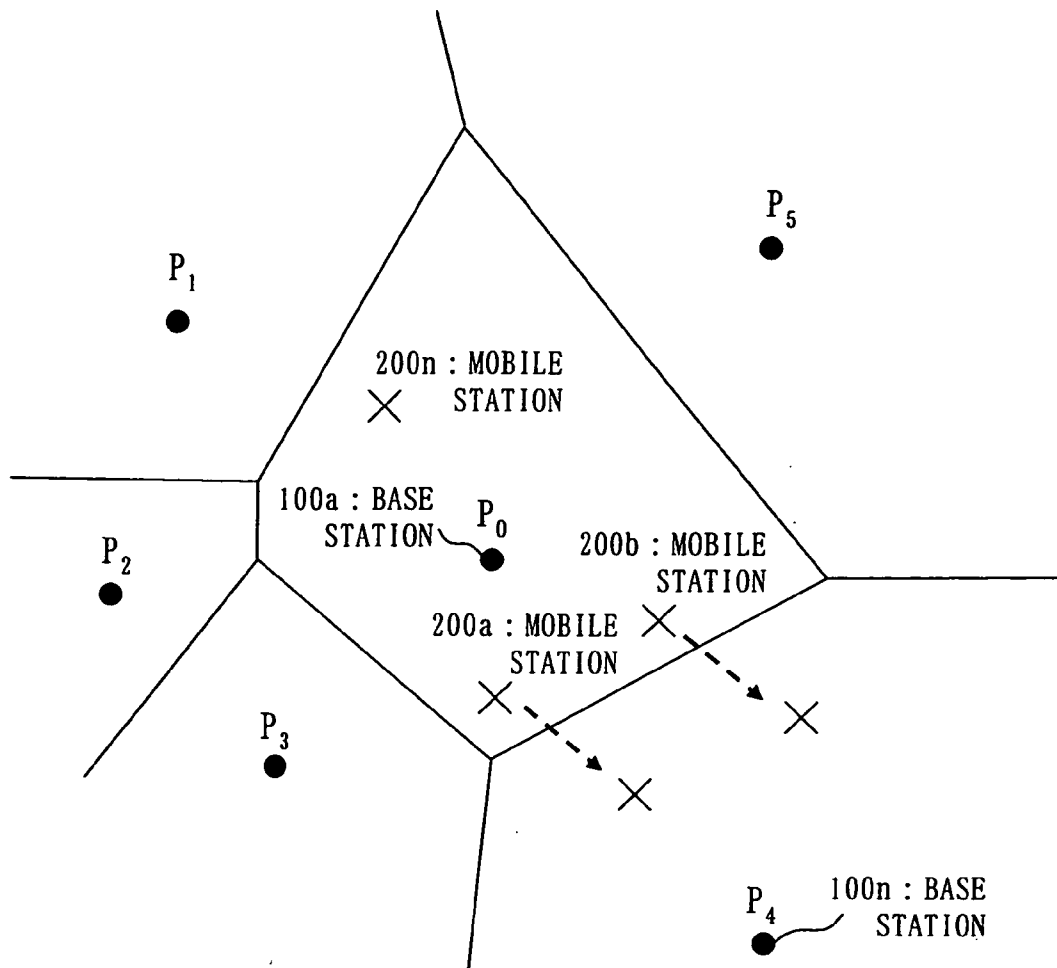 P5
P1
200n : MOBILE
STATION
100a : BASE
STATION
P0
200b : MOBILE
STATION
P2
200a : MOBILE
STATION
P3
100n : BASE
STATION
P4